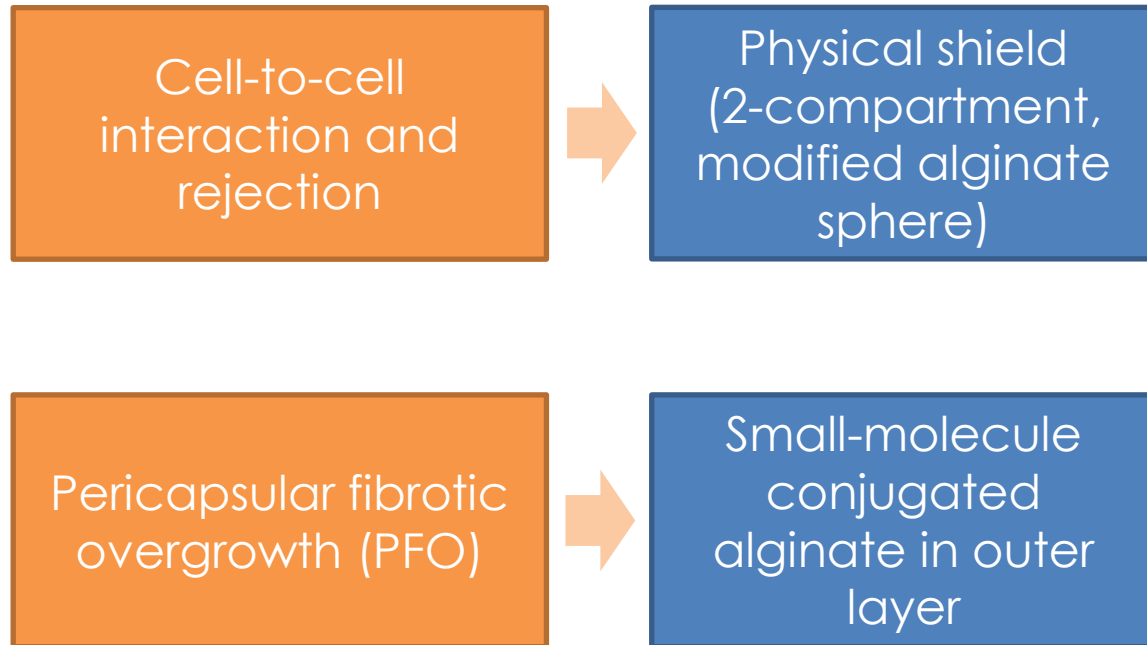 Cell-to-cell
interaction and
rejection
Physical shield
(2-compartment,
modified alginate
sphere)
Pericapsular fibrotic
overgrowth (PFO)
Small-molecule
conjugated
alginate in outer
layer